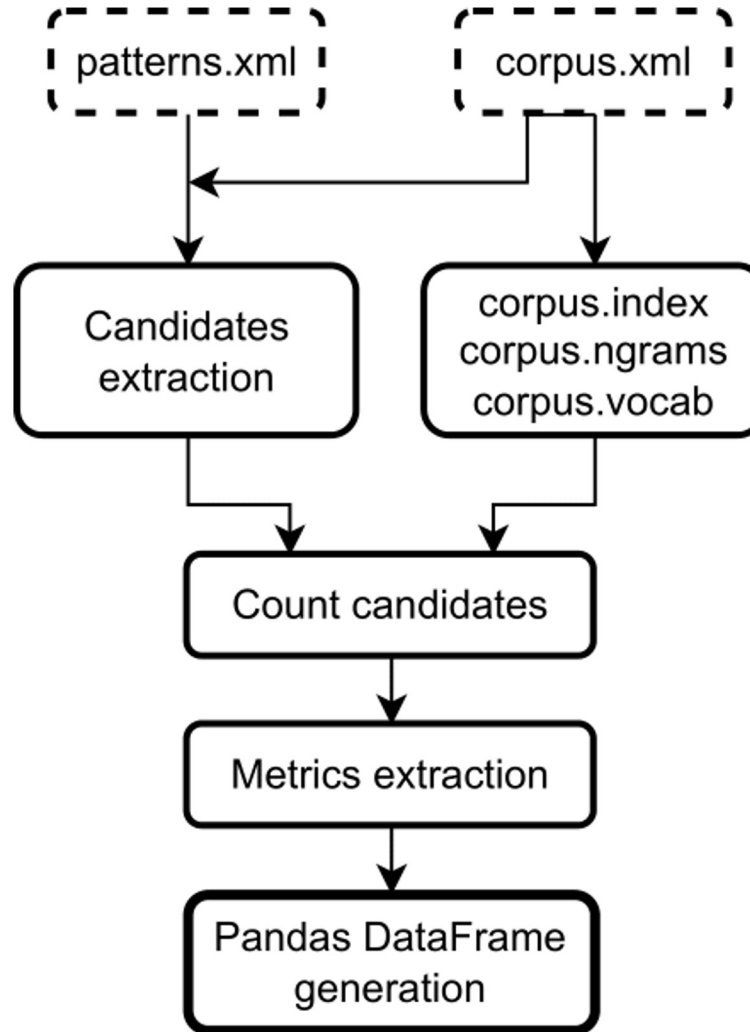 patterns.xml
corpus.xml
Candidates
extraction
corpus.index
corpus.ngrams
corpus.vocab
Count candidates
Metrics extraction
Pandas DataFrame
generation